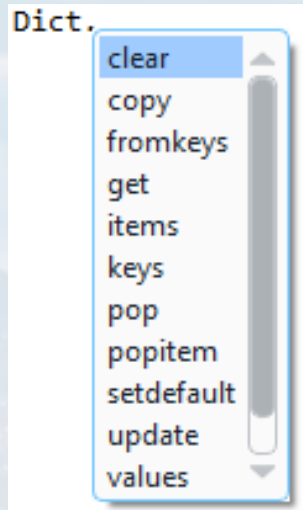 Dict.
clear
copy
fromkeys
get
items
keys
pop
popitem
setdefault
update
values